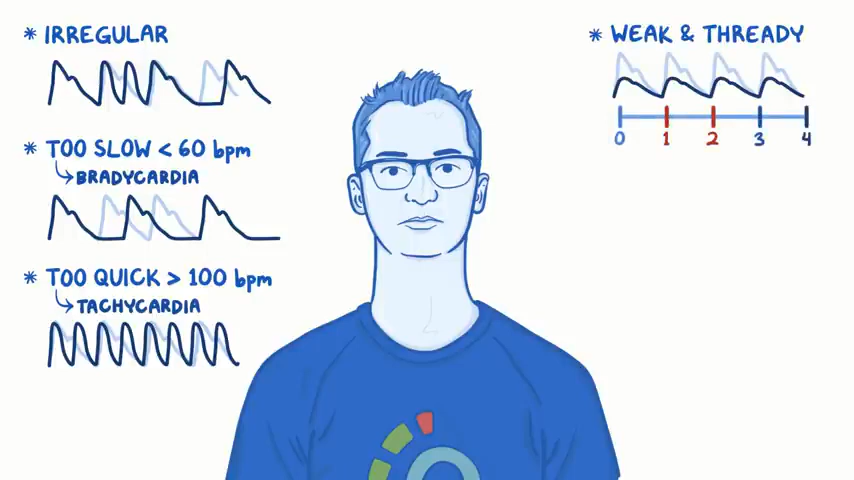 * IRREGULAR
* TOO SLOW < 60 bpm
↳ BRADYCARDIA
* TOO QUICK > 100 bpm
↳ TACHYCARDIA
* WEAK & THREADY
0 1 2 3 4